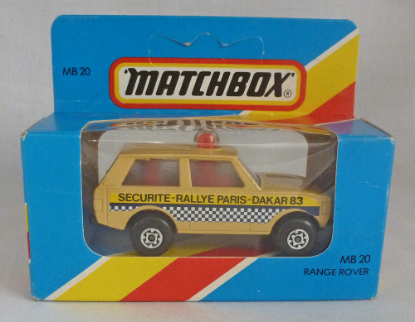 MB 20
"MATCHBOX"®
SECURITE-RALLYE PARIS-DAKAR 83
MB 20
RANGE ROVER